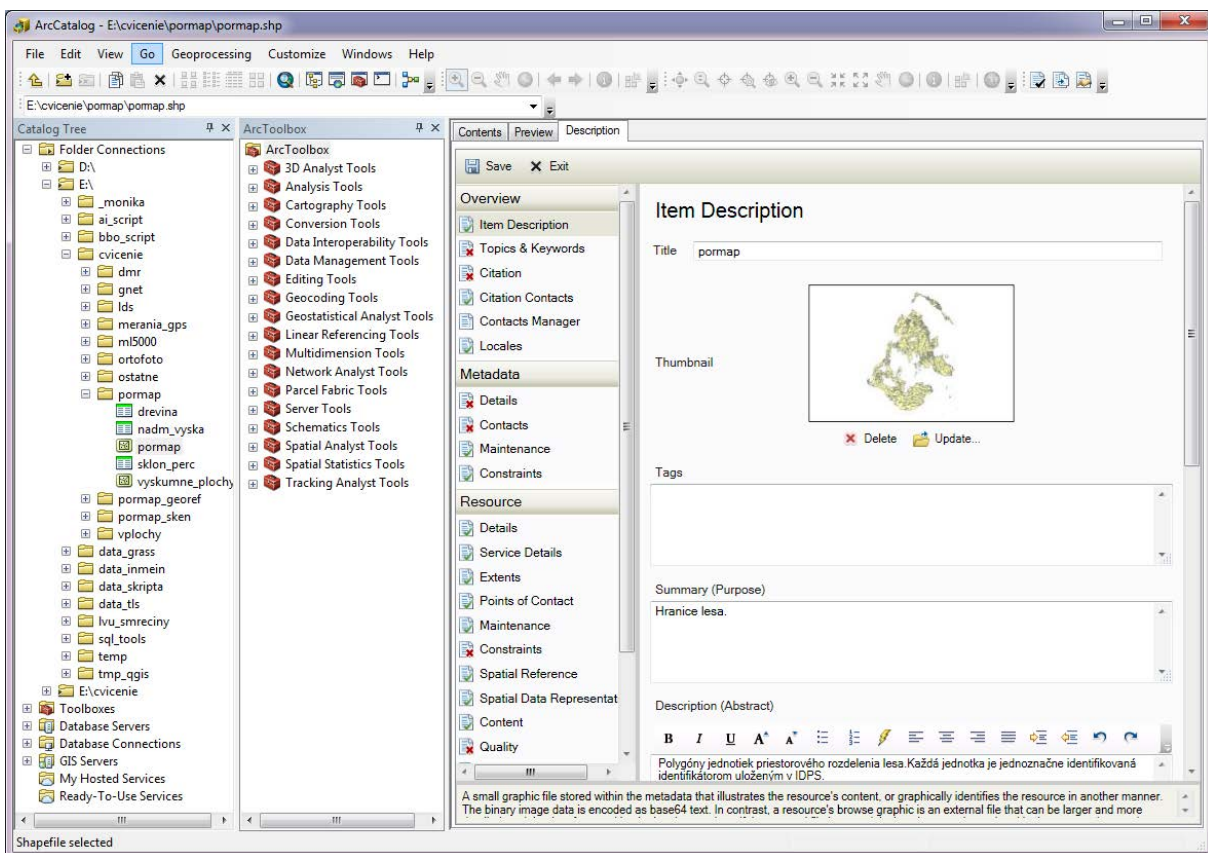 ArcCatalog - E:\cvicenie\pormap\pormap.shp
File Edit View Go Geoprocessing Customize Windows Help
E:\cvicenie\pormap\pormap.shp
Catalog Tree
Folder Connections
D:\
E:\
_monika
ai_script
bbo_script
cvicenie
dmr
gnet
lds
merania_gps
ml5000
ortofoto
ostatne
pormap
drevina
nadm_vyska
pormap
sklon_perc
vyskumne_plochy
pormap_georef
pormap_sken
vplochy
data_grass
data_inmein
data_skripta
data_tls
lvu_smreciny
sql_tools
temp
tmp_qgis
E:\cvicenie
Toolboxes
Database Servers
Database Connections
GIS Servers
My Hosted Services
Ready-To-Use Services
ArcToolbox
ArcToolbox
3D Analyst Tools
Analysis Tools
Cartography Tools
Conversion Tools
Data Interoperability Tools
Data Management Tools
Editing Tools
Geocoding Tools
Geostatistical Analyst Tools
Linear Referencing Tools
Multidimension Tools
Network Analyst Tools
Parcel Fabric Tools
Server Tools
Schematics Tools
Spatial Analyst Tools
Spatial Statistics Tools
Tracking Analyst Tools
Contents Preview Description
Save Exit
Overview
Item Description
Topics & Keywords
Citation
Citation Contacts
Contacts Manager
Locales
Metadata
Details
Contacts
Maintenance
Constraints
Resource
Details
Service Details
Extents
Points of Contact
Maintenance
Constraints
Spatial Reference
Spatial Data Representat
Content
Quality
Item Description
Title pormap
Thumbnail
Delete Update...
Tags
Summary (Purpose)
Hranice lesa.
Description (Abstract)
B I U A A
Polygóny jednotiek priestorového rozdelenia lesa.Každá jednotka je jednoznačne identifikovaná
identifikátorom uloženým v IDPS.
A small graphic file stored within the metadata that illustrates the resource's content, or graphically identifies the resource in another manner.
The binary image data is encoded as base64 text. In contrast, a resource's browse graphic is an external file that can be larger and more
Shapefile selected